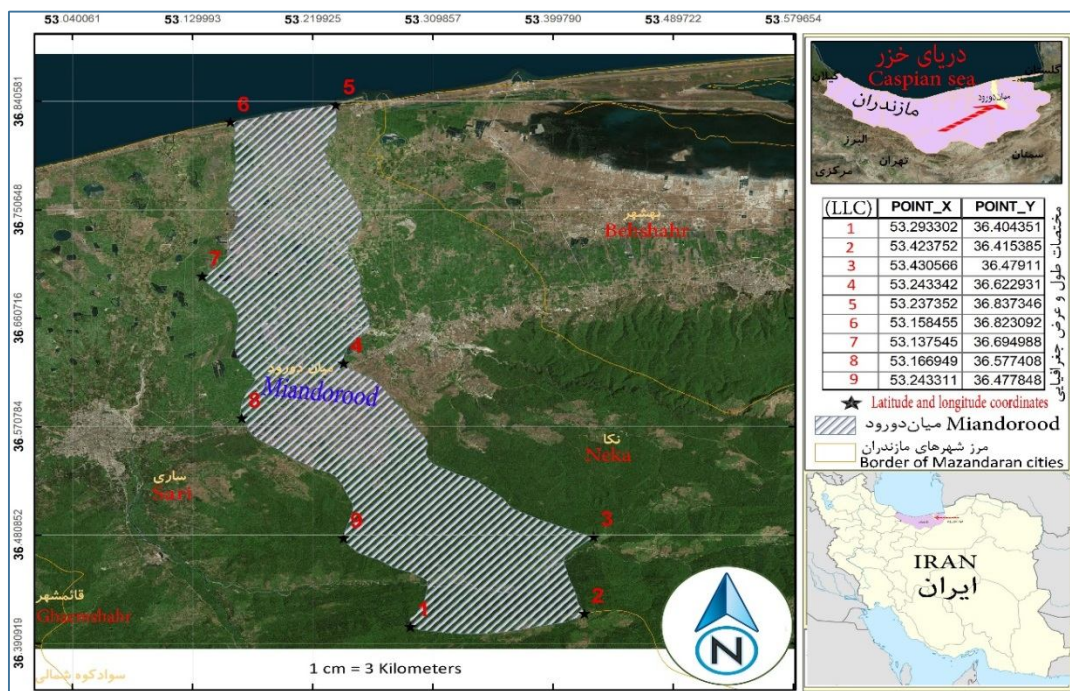 53.040061 53.129993 53.219925 53.309857 53.399790 53.489722 53.579654
36.840581
36.750648
36.660716
36.570784
36.480852
36.390919
6
5
بهشهر
Behshahr
7
4
میان دورود
Miandorood
8
نکا
Neka
ساری
Sari
9
3
قائمشهر
Ghaemshahr
1
2
سوادکوه شمالی
1 cm = 3 Kilometers
N
دریای خزر
Caspian sea
گیلان
گلستان
میان‌دورود
مازندران
البرز
تهران
سمنان
مرکزی
(LLC) POINT_X POINT_Y
1 53.293302 36.404351
2 53.423752 36.415385
3 53.430566 36.47911
4 53.243342 36.622931
5 53.237352 36.837346
6 53.158455 36.823092
7 53.137545 36.694988
8 53.166949 36.577408
9 53.243311 36.477848
مختصات طول و عرض جغرافیایی
Latitude and longitude coordinates
میان‌دورود Miandorood
مرز شهرهای مازندران
Border of Mazandaran cities
IRAN
ایران